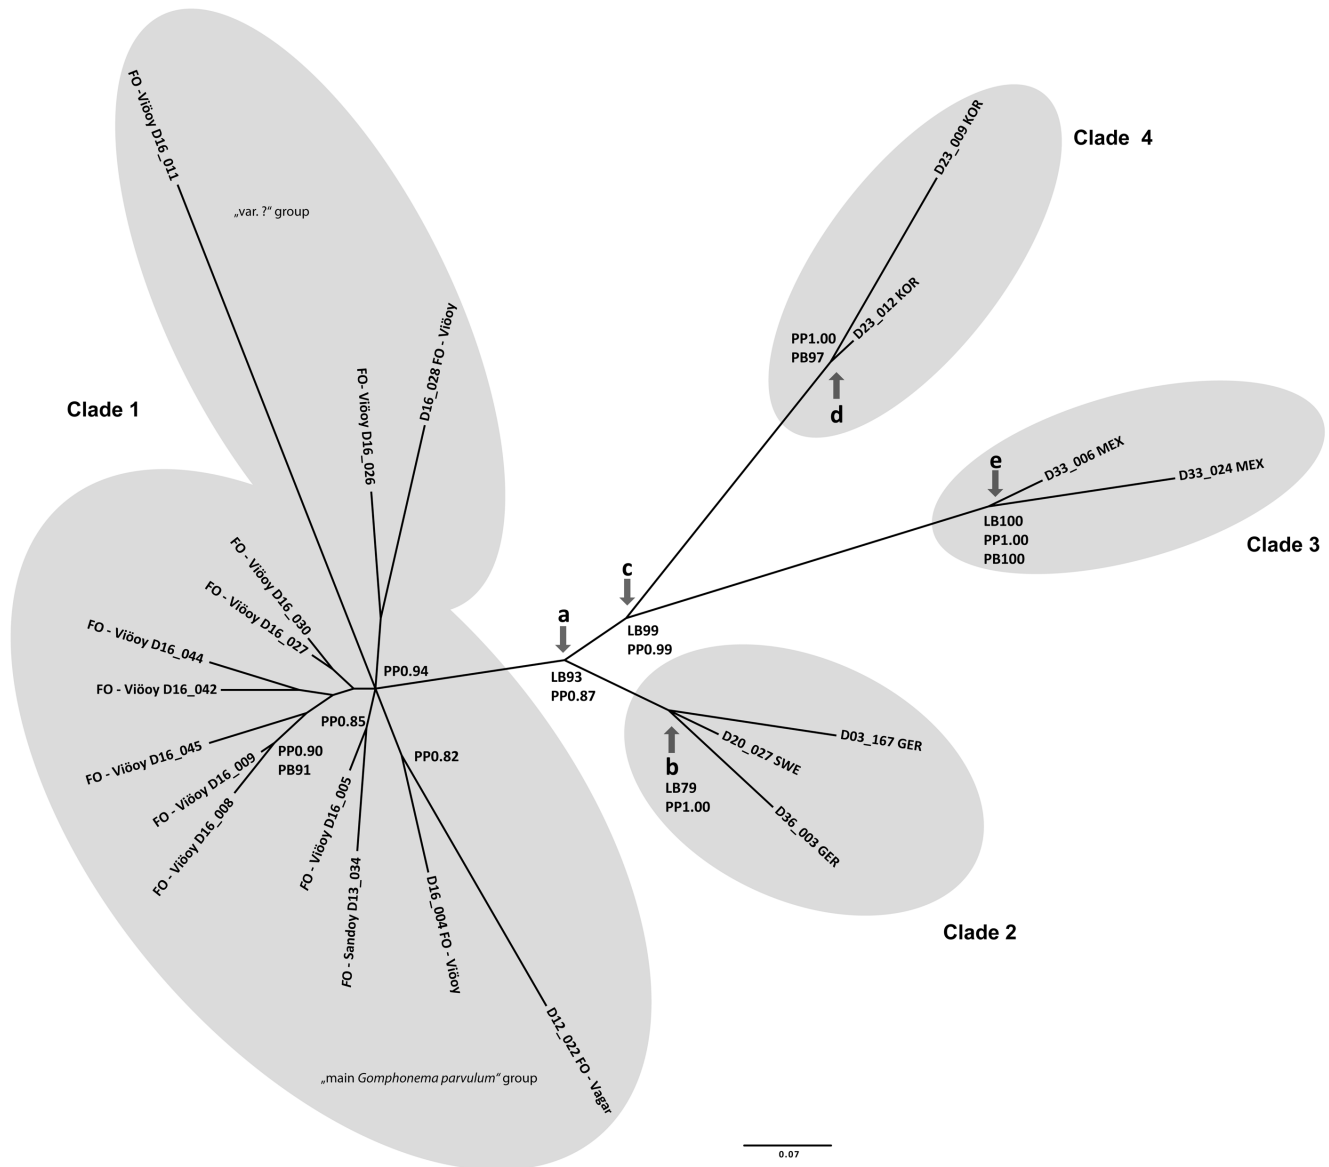 FO -Viöoy D16_011
„var. ?“ group
Clade 1
FO- Viöoy D16_026
D16_028 FO - Viöoy
D23_009 KOR
Clade  4
D23_012 KOR
PP1.00
PB97
d
e
D33_006 MEX
D33_024 MEX
LB100
PP1.00
PB100
Clade 3
FO - Viöoy D16_030
FO - Viöoy D16_027
FO - Viöoy D16_044
FO - Viöoy D16_042
FO - Viöoy D16_045
FO - Viöoy D16_009
FO - Viöoy D16_008
PP0.94
PP0.85
PP0.90
PB91
PP0.82
c
LB99
PP0.99
a
LB93
PP0.87
b
LB79
PP1.00
D03_167 GER
D20_027 SWE
D36_003 GER
Clade 2
FO - Viöoy D16_005
FO - Sandoy D13_034
D16_004 FO - Viöoy
D12_022 FO - Vagar
„main Gomphonema parvulum“ group
0.07